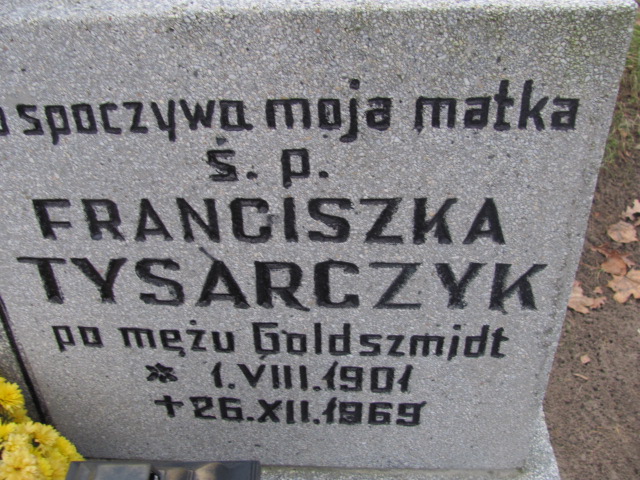 spoczywa moja matka
ś. p.
FRANCISZKA
TYSARCZYK
po mężu Goldszmidt
* 1.VIII.1901
+ 26.XII.1969